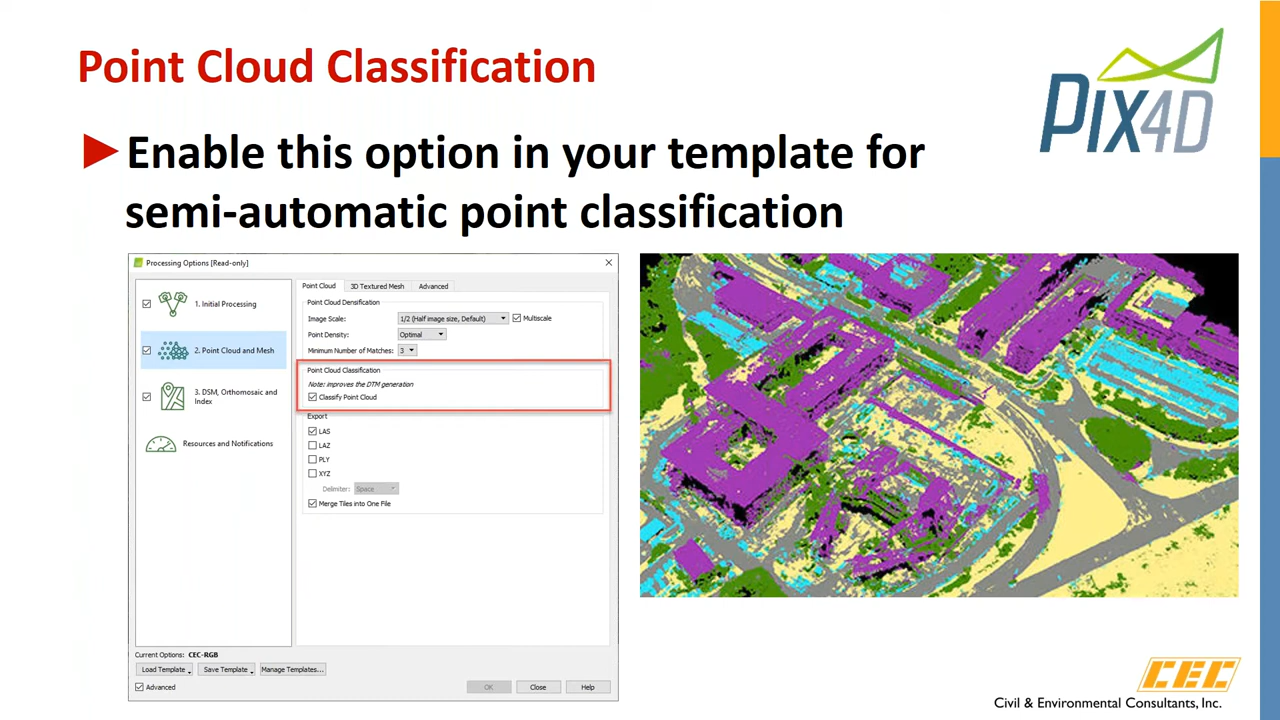 Point Cloud Classification
PIX4D
Enable this option in your template for
semi-automatic point classification
Processing Options [Read-only]
1. Initial Processing
2. Point Cloud and Mesh
3. DSM, Orthomosaic and
Index
Resources and Notifications
Point Cloud 3D Textured Mesh Advanced
Point Cloud Densification
Image Scale: 1/2 (Half image size, Default) Multiscale
Point Density: Optimal
Minimum Number of Matches: 3
Point Cloud Classification
Note: improves the DTM generation
Classify Point Cloud
Export
LAS
LAZ
PLY
XYZ
Delimiter: Space
Merge Tiles into One File
Current Options: CEC-RGB
Load Template Save Template Manage Templates...
Advanced
OK Close Help
CEC
Civil & Environmental Consultants, Inc.